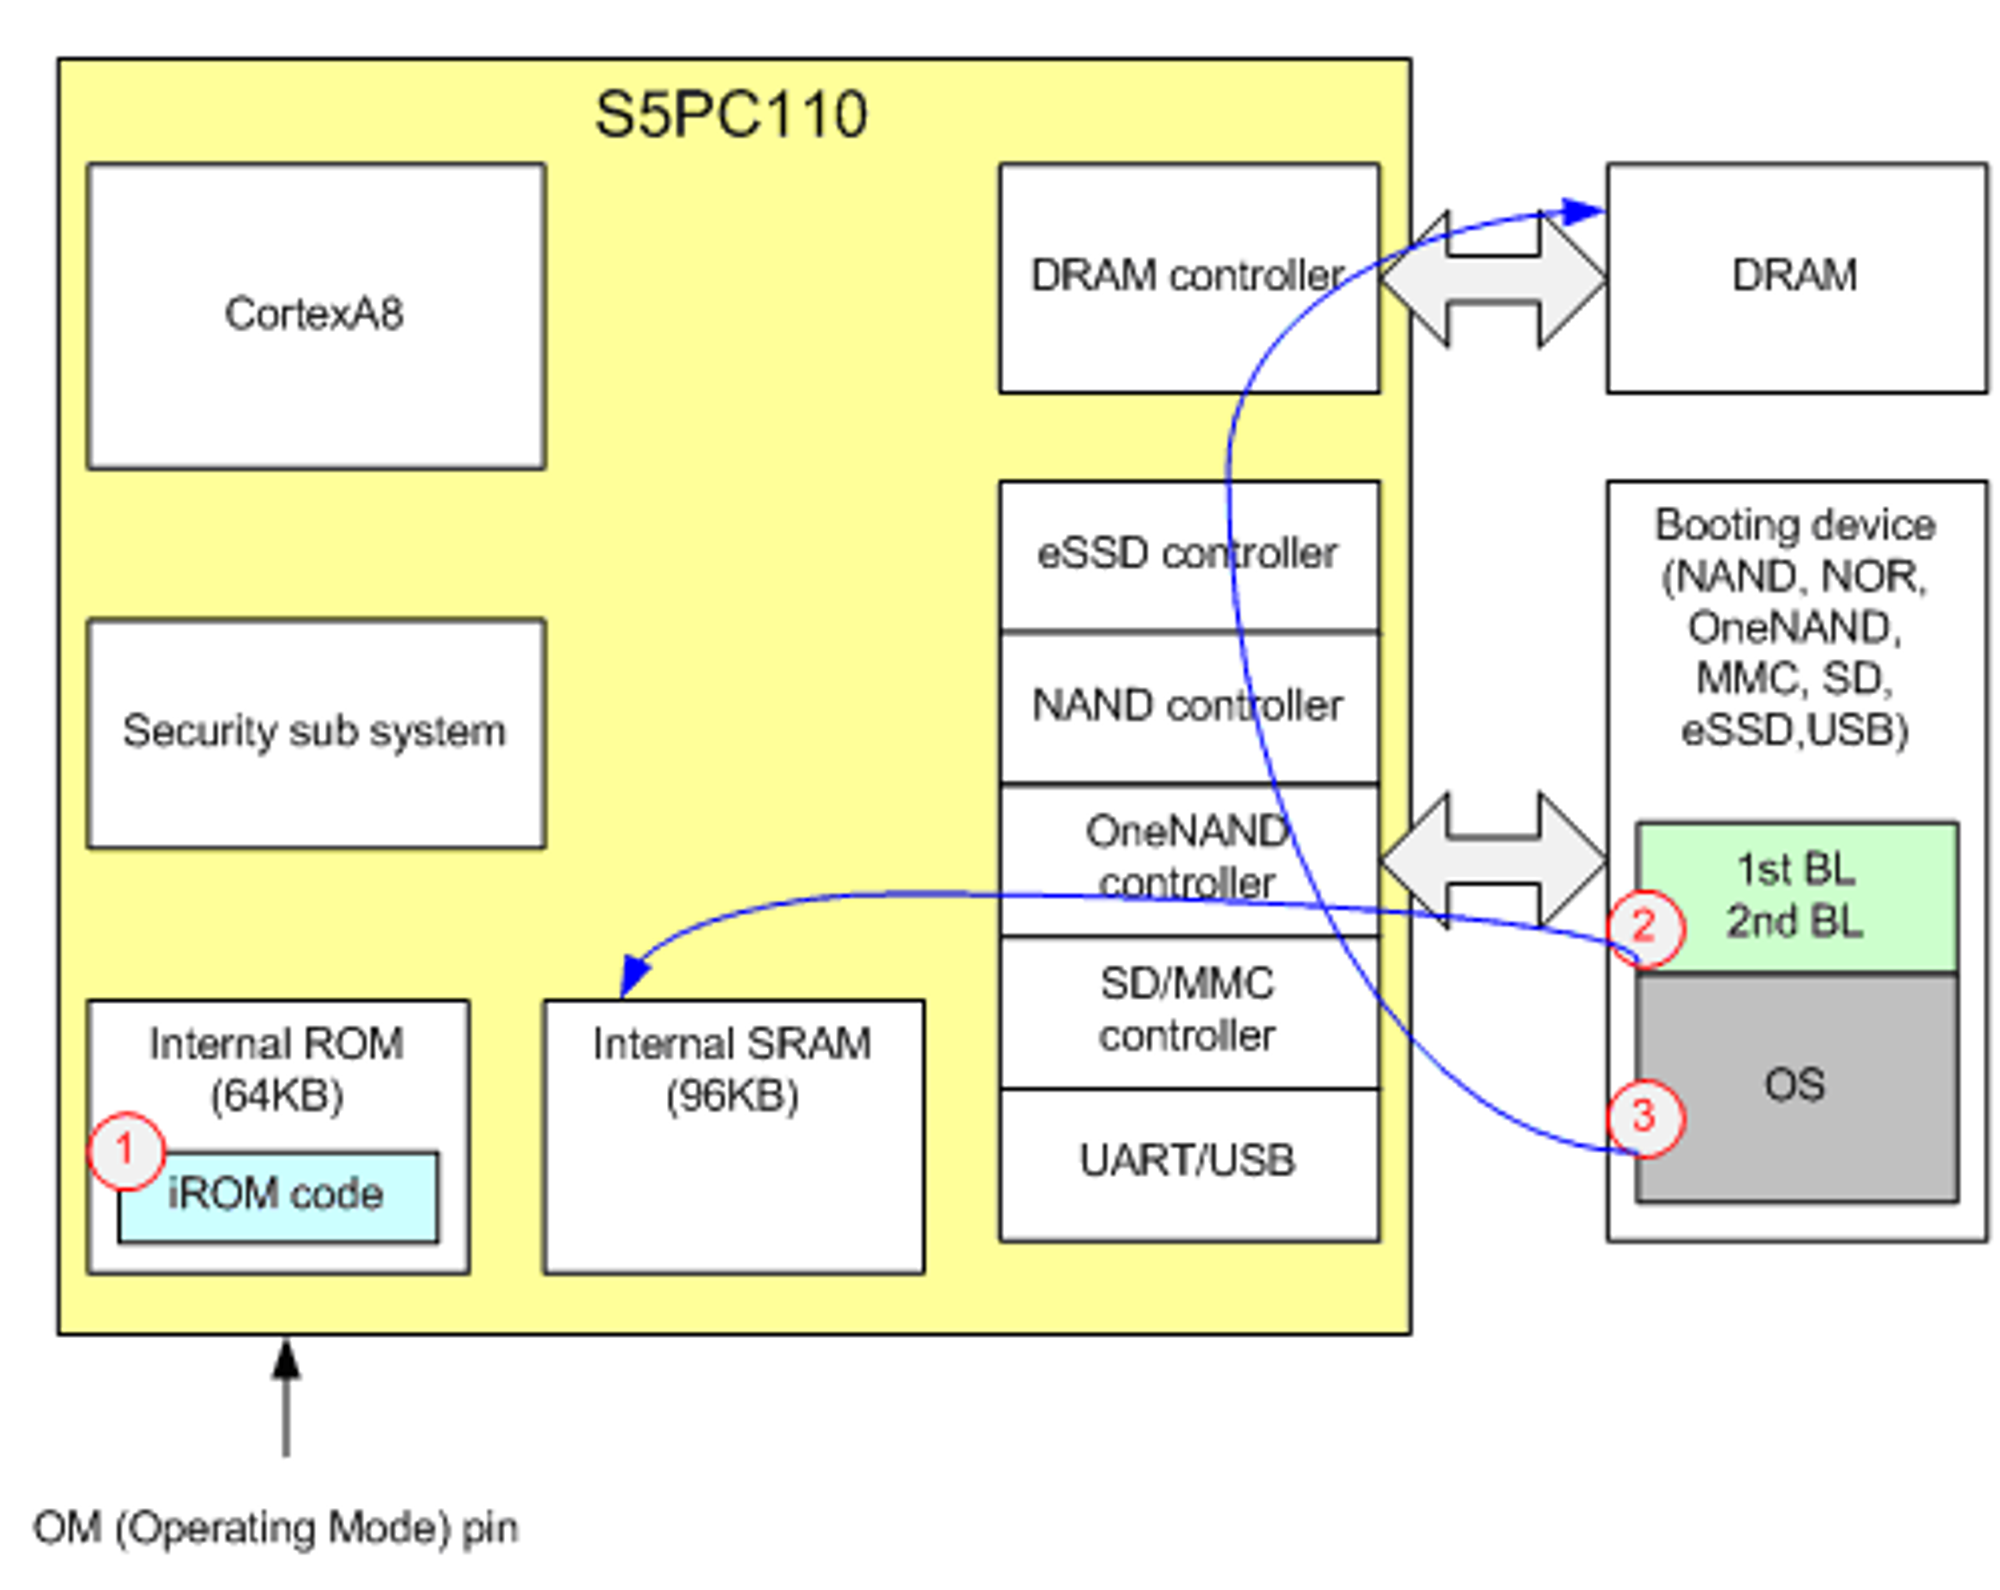 S5PC110
CortexA8
DRAM controller
DRAM
Security sub system
eSSD controller
NAND controller
OneNAND
controller
SD/MMC
controller
UART/USB
Booting device
(NAND, NOR,
OneNAND,
MMC, SD,
eSSD,USB)
1st BL
2nd BL
2
OS
3
Internal ROM
(64KB)
1
iROM code
Internal SRAM
(96KB)
OM (Operating Mode) pin